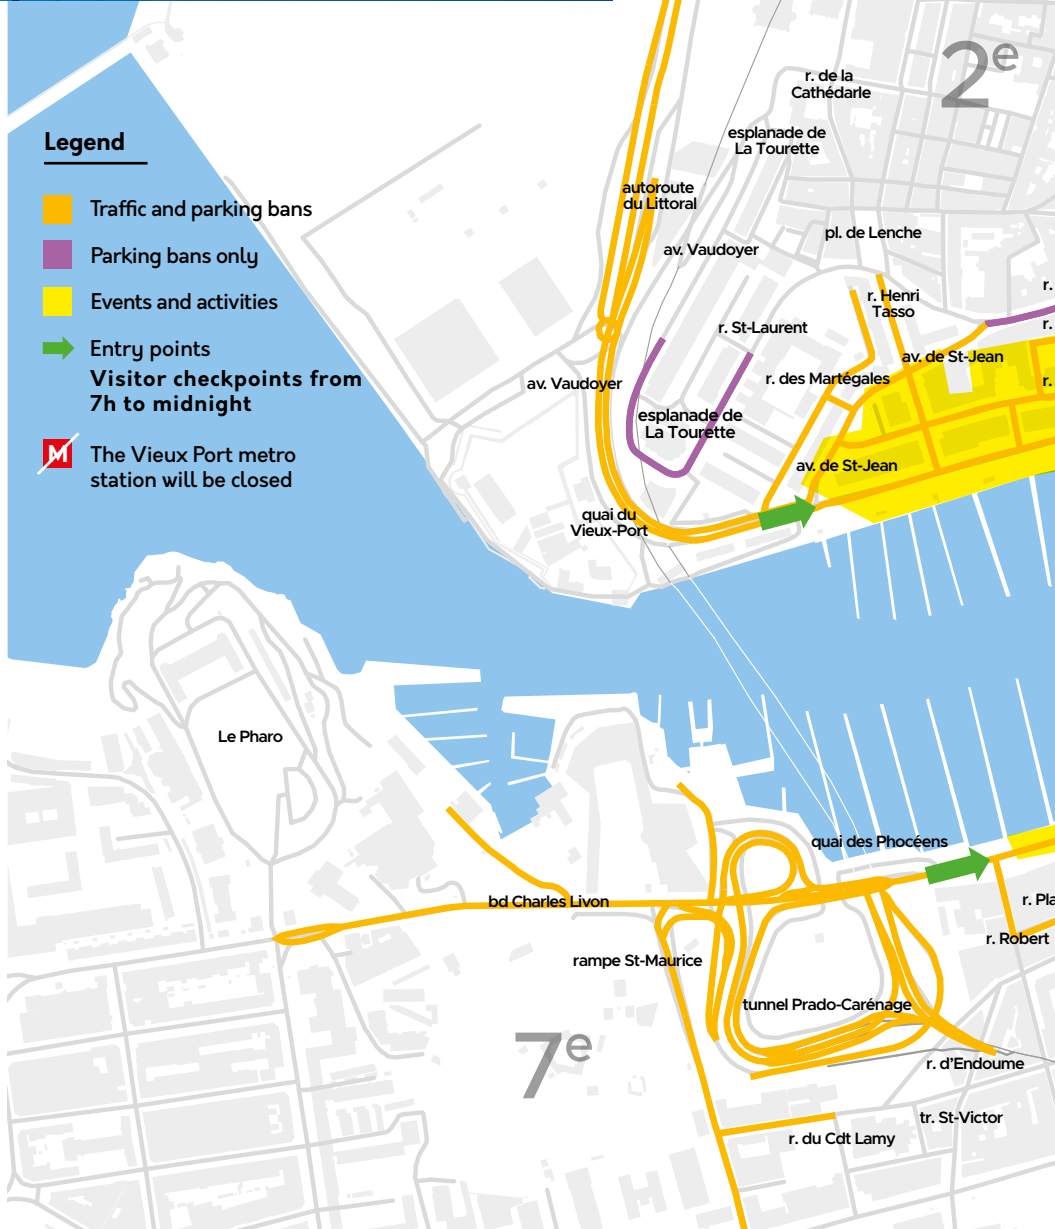 2e
r. de la
Cathédarle
esplanade de
La Tourette
Legend
Traffic and parking bans
Parking bans only
Events and activities
Entry points
Visitor checkpoints from
7h to midnight
M
The Vieux Port metro
station will be closed
autoroute
du Littoral
av. Vaudoyer
pl. de Lenche
r.
r. Henri
Tasso
r. St-Laurent
r.
av. de St-Jean
av. Vaudoyer
r. des Martégales
r.
esplanade de
La Tourette
av. de St-Jean
quai du
Vieux-Port
Le Pharo
quai des Phocéens
bd Charles Livon
r. Pla
r. Robert
rampe St-Maurice
tunnel Prado-Carénage
7e
r. d'Endoume
tr. St-Victor
r. du Cdt Lamy